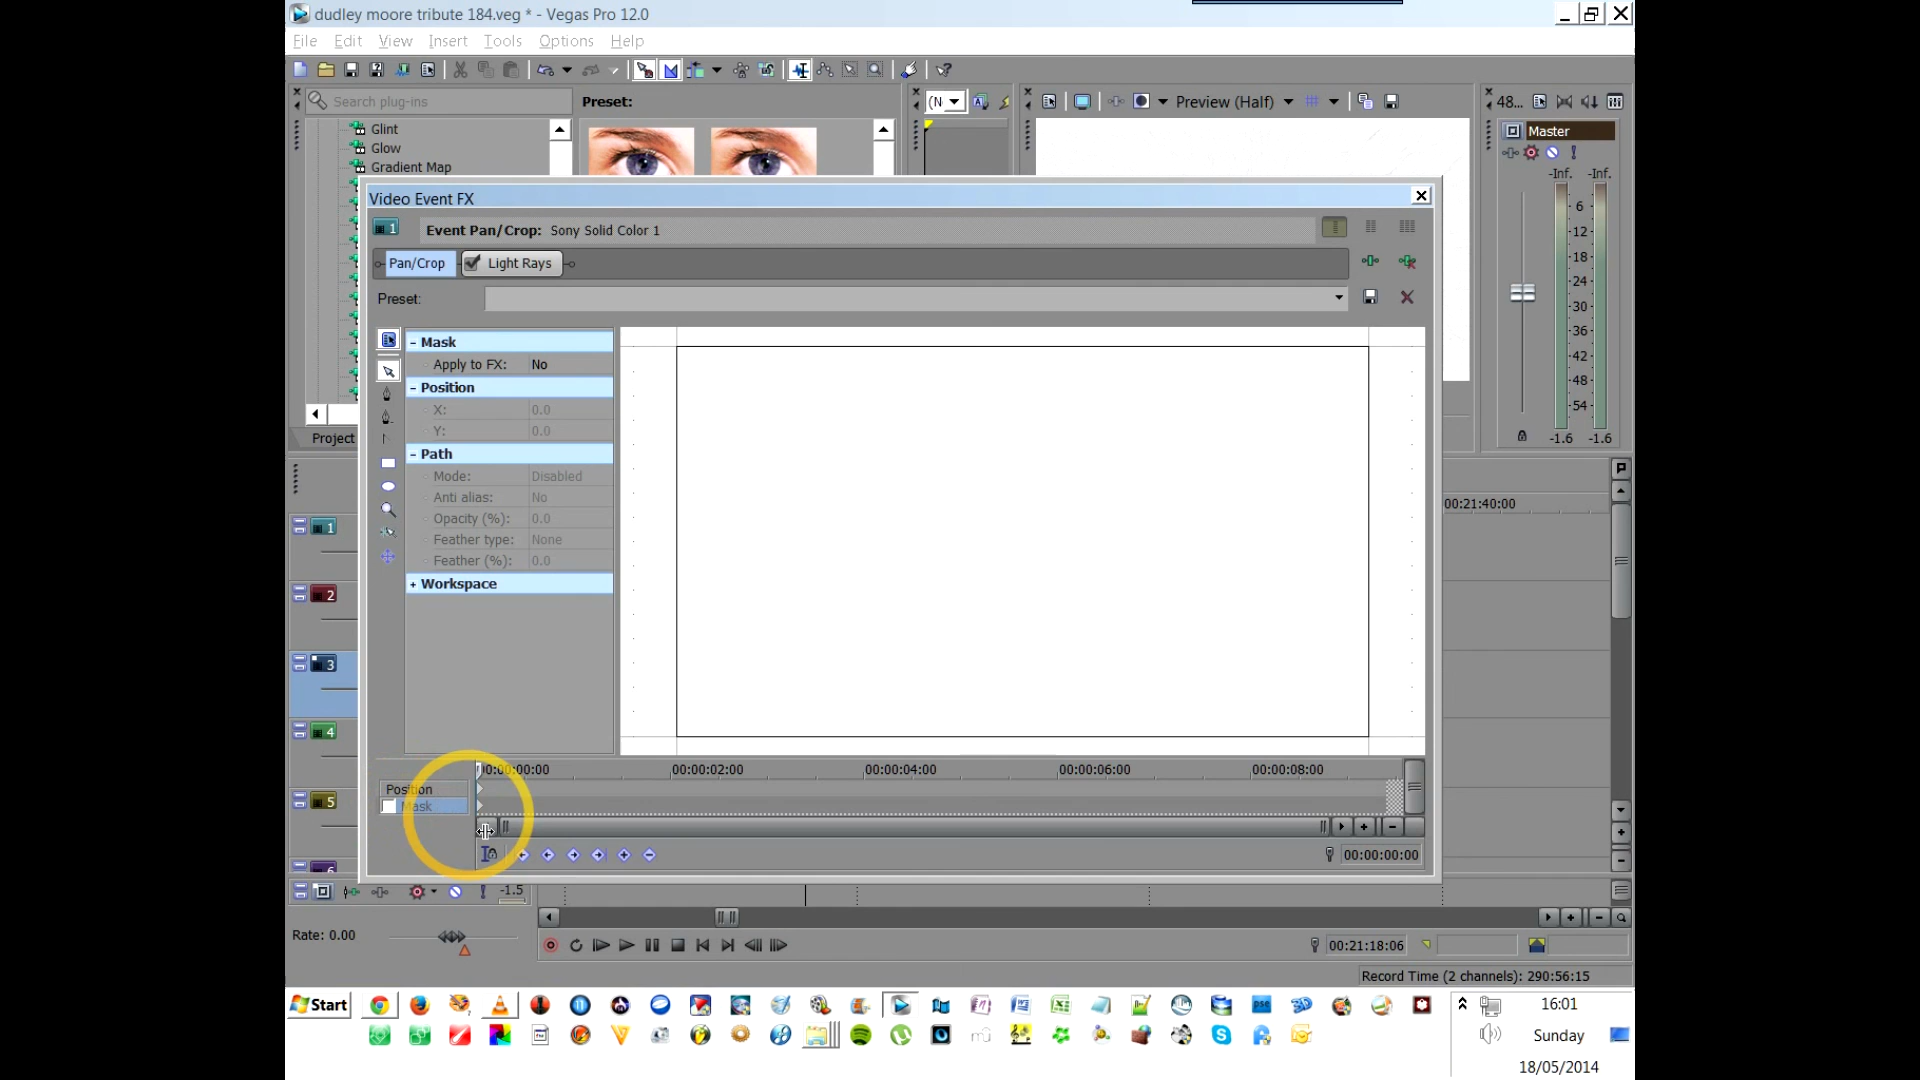 dudley moore tribute 184.veg * - Vegas Pro 12.0
File Edit View Insert Tools Options Help
Search plug-ins
Preset:
(N
Preview (Half)
48...
Glint
Glow
Gradient Map
Master
-Inf. -Inf.
6
-12-
-18-
-24-
-30-
-36-
-42-
-48-
-54-
-1.6 -1.6
Project
Video Event FX
1
Event Pan/Crop: Sony Solid Color 1
Pan/Crop
Light Rays
Preset:
- Mask
Apply to FX: No
- Position
X: 0.0
Y: 0.0
- Path
Mode: Disabled
Anti alias: No
Opacity (%): 0.0
Feather type: None
Feather (%): 0.0
+ Workspace
00:21:40:00
1
2
3
4
5
6
00:00:00:00 00:00:02:00 00:00:04:00 00:00:06:00 00:00:08:00
Position
Mask
00:00:00:00
-1.5
Rate: 0.00
00:21:18:06
Record Time (2 channels): 290:56:15
Start
16:01
Sunday
18/05/2014